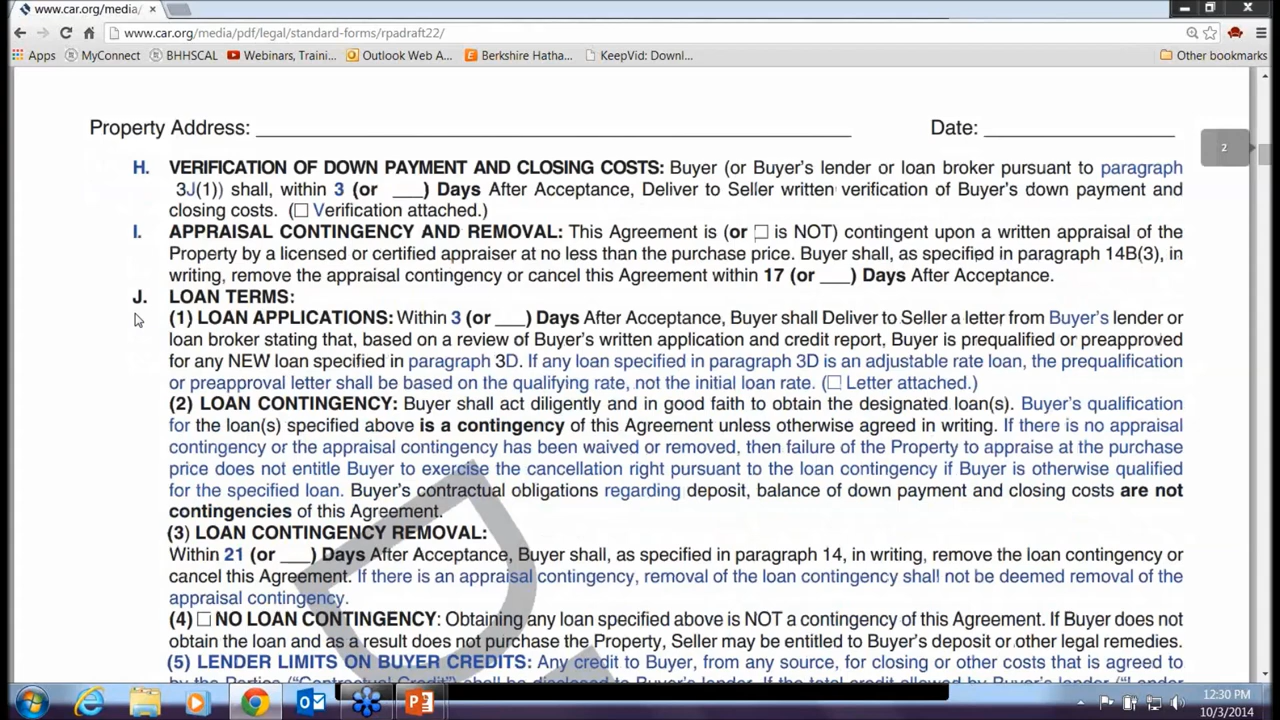 www.car.org/media/
www.car.org/media/pdf/legal/standard-forms/rpadraft22/
Apps MyConnect BHHSCAL Webinars, Traini... Outlook Web A... Berkshire Hatha... KeepVid: Downl... Other bookmarks
Property Address: Date:
2
H. VERIFICATION OF DOWN PAYMENT AND CLOSING COSTS: Buyer (or Buyer's lender or loan broker pursuant to paragraph
3J(1)) shall, within 3 (or ___) Days After Acceptance, Deliver to Seller written verification of Buyer's down payment and
closing costs. (☐ Verification attached.)
I. APPRAISAL CONTINGENCY AND REMOVAL: This Agreement is (or ☐ is NOT) contingent upon a written appraisal of the
Property by a licensed or certified appraiser at no less than the purchase price. Buyer shall, as specified in paragraph 14B(3), in
writing, remove the appraisal contingency or cancel this Agreement within 17 (or ___) Days After Acceptance.
J. LOAN TERMS:
(1) LOAN APPLICATIONS: Within 3 (or ___) Days After Acceptance, Buyer shall Deliver to Seller a letter from Buyer's lender or
loan broker stating that, based on a review of Buyer's written application and credit report, Buyer is prequalified or preapproved
for any NEW loan specified in paragraph 3D. If any loan specified in paragraph 3D is an adjustable rate loan, the prequalification
or preapproval letter shall be based on the qualifying rate, not the initial loan rate. (☐ Letter attached.)
(2) LOAN CONTINGENCY: Buyer shall act diligently and in good faith to obtain the designated loan(s). Buyer's qualification
for the loan(s) specified above is a contingency of this Agreement unless otherwise agreed in writing. If there is no appraisal
contingency or the appraisal contingency has been waived or removed, then failure of the Property to appraise at the purchase
price does not entitle Buyer to exercise the cancellation right pursuant to the loan contingency if Buyer is otherwise qualified
for the specified loan. Buyer's contractual obligations regarding deposit, balance of down payment and closing costs are not
contingencies of this Agreement.
(3) LOAN CONTINGENCY REMOVAL:
Within 21 (or ___) Days After Acceptance, Buyer shall, as specified in paragraph 14, in writing, remove the loan contingency or
cancel this Agreement. If there is an appraisal contingency, removal of the loan contingency shall not be deemed removal of the
appraisal contingency.
(4) ☐ NO LOAN CONTINGENCY: Obtaining any loan specified above is NOT a contingency of this Agreement. If Buyer does not
obtain the loan and as a result does not purchase the Property, Seller may be entitled to Buyer's deposit or other legal remedies.
(5) LENDER LIMITS ON BUYER CREDITS: Any credit to Buyer, from any source, for closing or other costs that is agreed to
by the Parties ("Contractual Credit") shall be disclosed to Buyer's lender. If the total credit allowed by Buyer's lender ("Lender
12:30 PM
10/3/2014